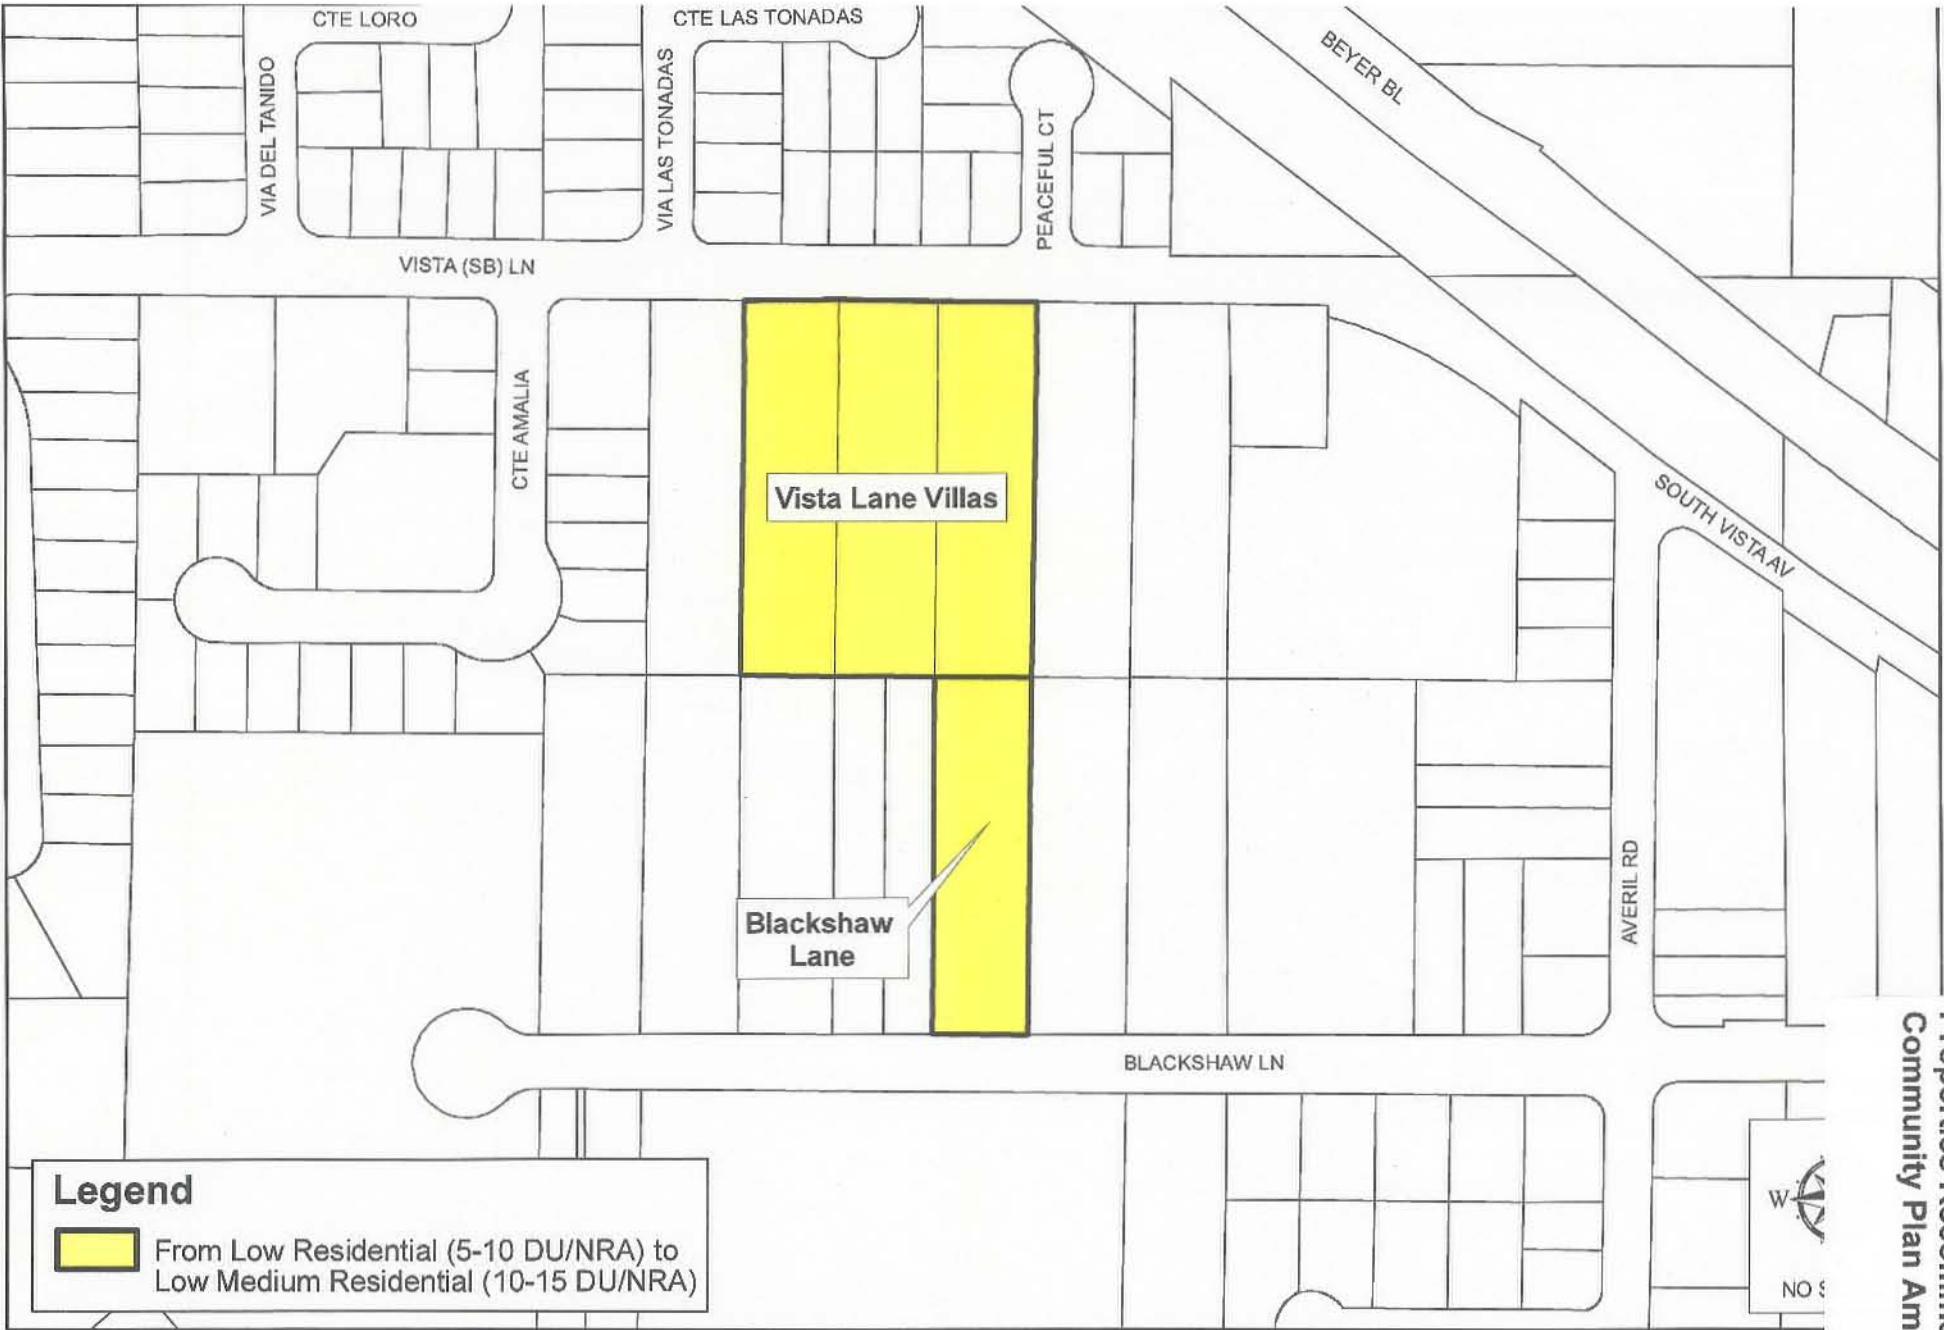 CTE LORO
CTE LAS TONADAS
BEYER BL
VIA DEL TANIDO
VIA LAS TONADAS
PEACEFUL CT
VISTA (SB) LN
CTE AMALIA
Vista Lane Villas
SOUTH VISTA AV
Blackshaw
Lane
AVERIL RD
BLACKSHAW LN
Community Plan Am
Legend
From Low Residential (5-10 DU/NRA) to
Low Medium Residential (10-15 DU/NRA)
W
NO